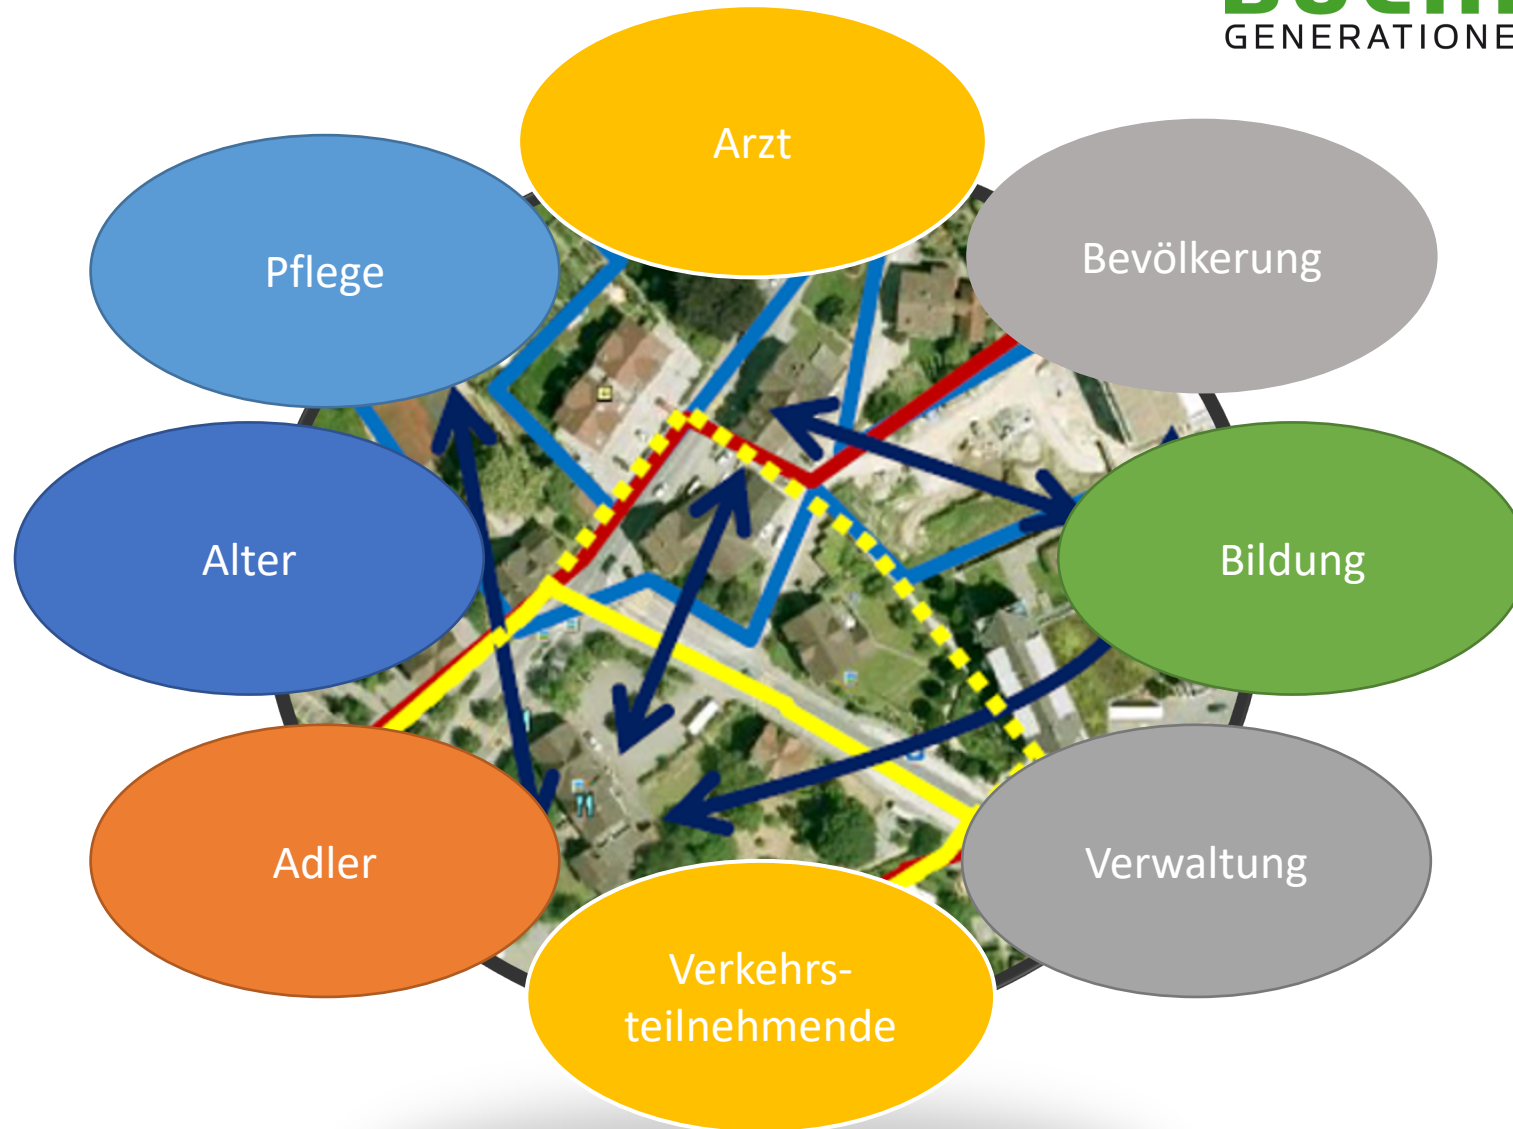 GENERATIONE
Arzt
Bevölkerung
Pflege
Alter
Bildung
Adler
Verwaltung
Verkehrs-
teilnehmende